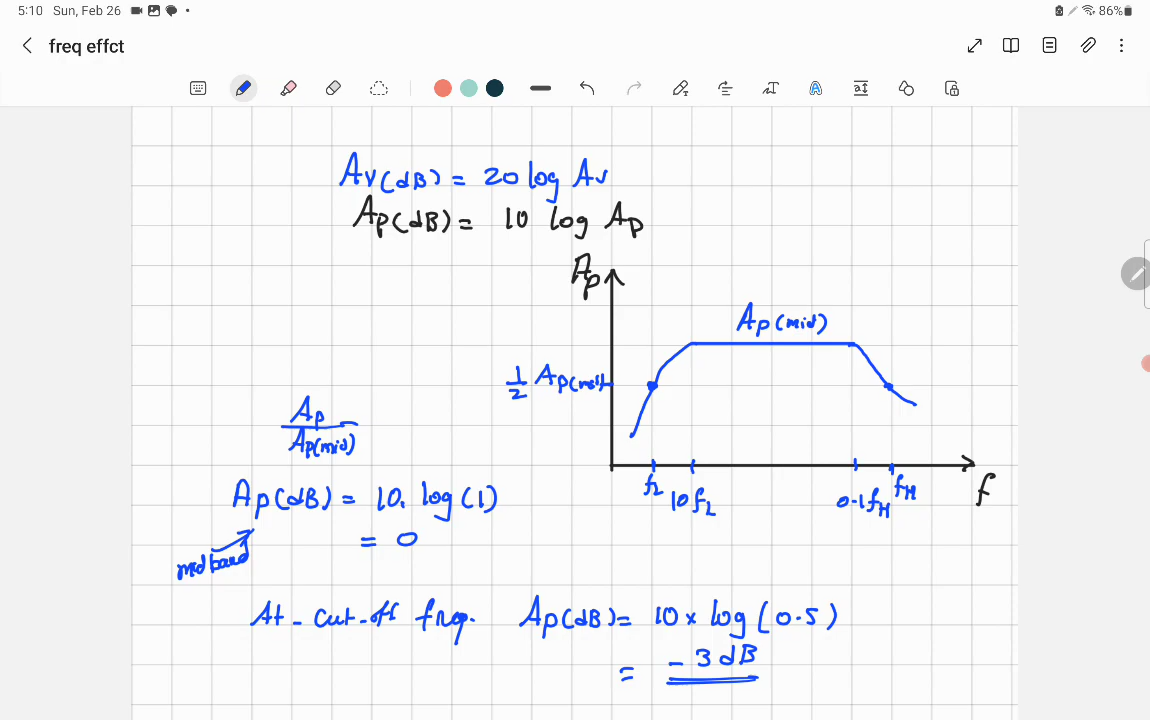 5:10 Sun, Feb 26
86%
freq effct
Av(dB) = 20 log Av
Ap(dB) = 10 log Ap
Ap
Ap(mid)
1/2 Ap(mid)
Ap
Ap(mid)
fL
10fL
0.1fH
fH
f
Ap(dB) = 10. log(1)
= 0
midband
At-cut-off freq. Ap(dB) = 10 x log(0.5)
= -3 dB